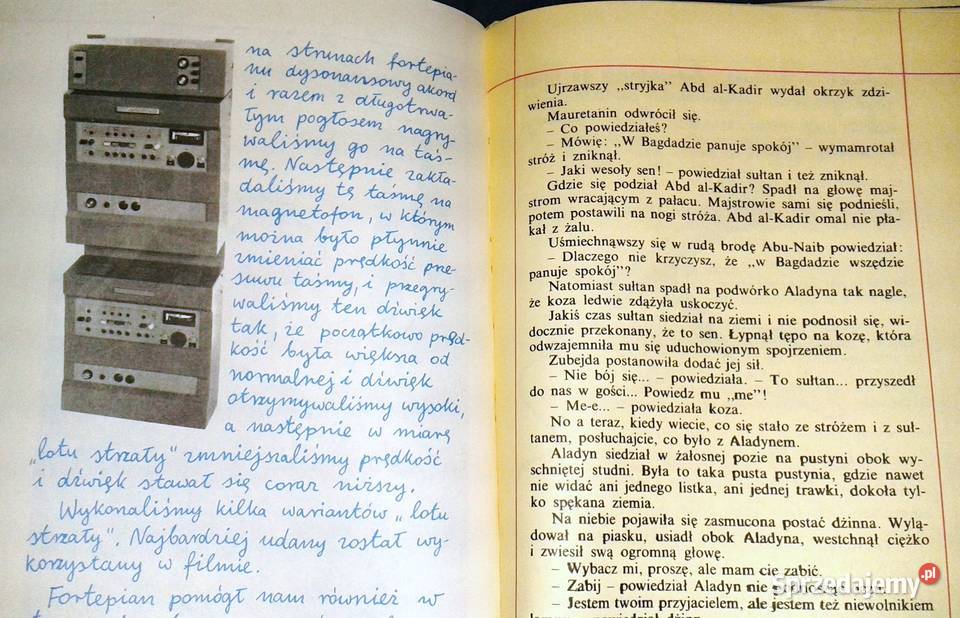 na strunach fortepia-
nu dysonansowy akord
i razem z długotrwa-
łym pogłosem nagry-
waliśmy go na taś-
mę. Następnie zakła-
daliśmy tę taśmę na
magnetofon, w którym
można było płynnie
zmieniać prędkość prze-
suwu taśmy, i przegry-
waliśmy ten dźwięk
tak, że początkowo pręd-
kość była większa od
normalnej i dźwięk
otrzymywaliśmy wysoki,
a następnie w miarę
„lotu strzały" zmniejszaliśmy prędkość
i dźwięk stawał się coraz niższy.
Wykonaliśmy kilka wariantów „lotu
strzały". Najbardziej udany został wy-
korzystany w filmie.
Fortepian pomógł nam również w
Ujrzawszy „stryjka" Abd al-Kadir wydał okrzyk zdzi-
wienia.
Mauretanin odwrócił się.
– Co powiedziałeś?
– Mówię: „W Bagdadzie panuje spokój" – wymamrotał
stróż i zniknął.
– Jaki wesoły sen! – powiedział sułtan i też zniknął.
Gdzie się podział Abd al-Kadir? Spadł na głowę maj-
strom wracającym z pałacu. Majstrowie sami się podnieśli,
potem postawili na nogi stróża. Abd al-Kadir omal nie pła-
kał z żalu.
Uśmiechnąwszy się w rudą brodę Abu-Naib powiedział:
– Dlaczego nie krzyczysz, że „w Bagdadzie wszędzie
panuje spokój"?
Natomiast sułtan spadł na podwórko Aladyna tak nagle,
że koza ledwie zdążyła uskoczyć.
Jakiś czas sułtan siedział na ziemi i nie podnosił się, wi-
docznie przekonany, że to sen. Łypnął tępo na kozę, która
odwzajemniła mu się uduchowionym spojrzeniem.
Zubejda postanowiła dodać jej sił.
– Nie bój się... – powiedziała. – To sułtan... przyszedł
do nas w gości... Powiedz mu „me"!
– Me-e... – powiedziała koza.
No a teraz, kiedy wiecie, co się stało ze stróżem i z suł-
tanem, posłuchajcie, co było z Aladynem.
Aladyn siedział w żałosnej pozie na pustyni obok wy-
schniętej studni. Była to taka pusta pustynia, gdzie nawet
nie widać ani jednego listka, ani jednej trawki, dokoła tyl-
ko spękana ziemia.
Na niebie pojawiła się zasmucona postać dżinna. Wylą-
dował na piasku, usiadł obok Aladyna, westchnął ciężko
i zwiesił swą ogromną głowę.
– Wybacz mi, proszę, ale mam cię zabić.
– Zabij – powiedział Aladyn nie podnosząc głowy.
– Jestem twoim przyjacielem, ale jestem też niewolnikiem
Sprzedajemy.pl